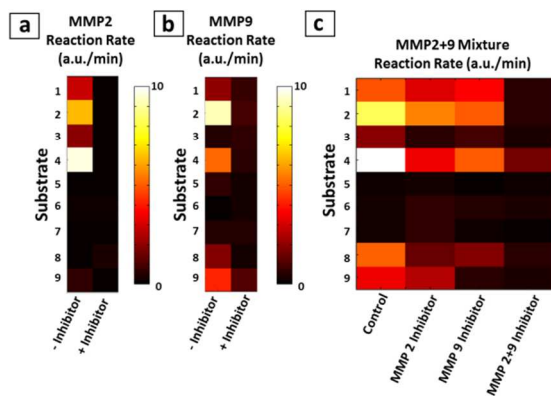 a
MMP2
Reaction Rate
(a.u./min)
Substrate
1
2
3
4
5
6
7
8
9
10
0
- Inhibitor
+ Inhibitor
b
MMP9
Reaction Rate
(a.u./min)
Substrate
1
2
3
4
5
6
7
8
9
10
0
- Inhibitor
+ Inhibitor
c
MMP2+9 Mixture
Reaction Rate (a.u./min)
Substrate
1
2
3
4
5
6
7
8
9
Control
MMP 2 Inhibitor
MMP 9 Inhibitor
MMP 2+9 Inhibitor